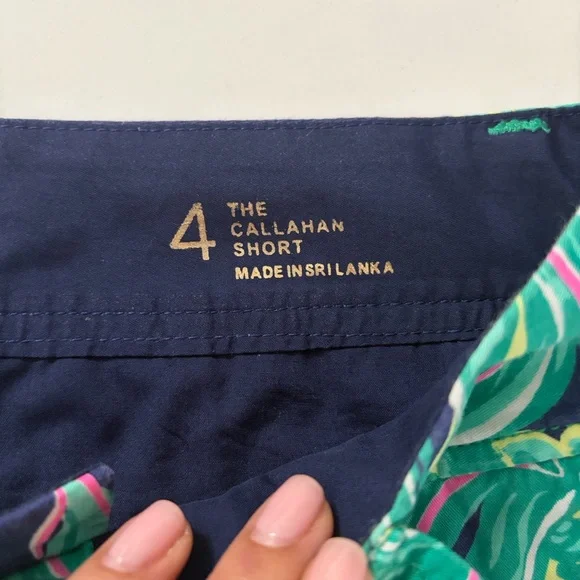 4
THE
CALLAHAN
SHORT
MADE IN SRI LANKA